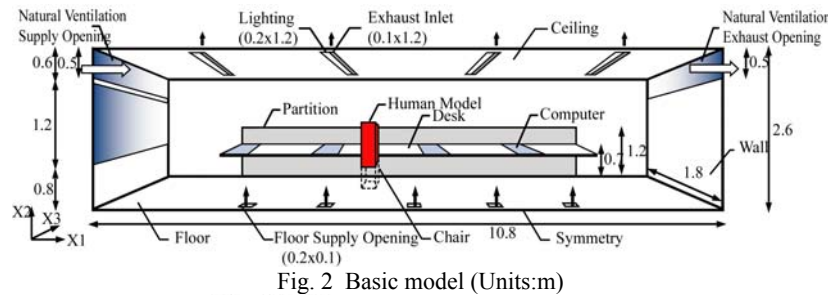 Natural Ventilation
Supply Opening
Lighting
(0.2x1.2)
Exhaust Inlet
(0.1x1.2)
Ceiling
Natural Ventilation
Exhaust Opening
0.6
0.5
0.5
Partition
Human Model
Desk
Computer
1.2
1.2
2.6
Wall
0.8
1.8
X2
X3
X1
Floor
Floor Supply Opening
(0.2x0.1)
Chair
Symmetry
10.8
Fig. 2 Basic model (Units:m)